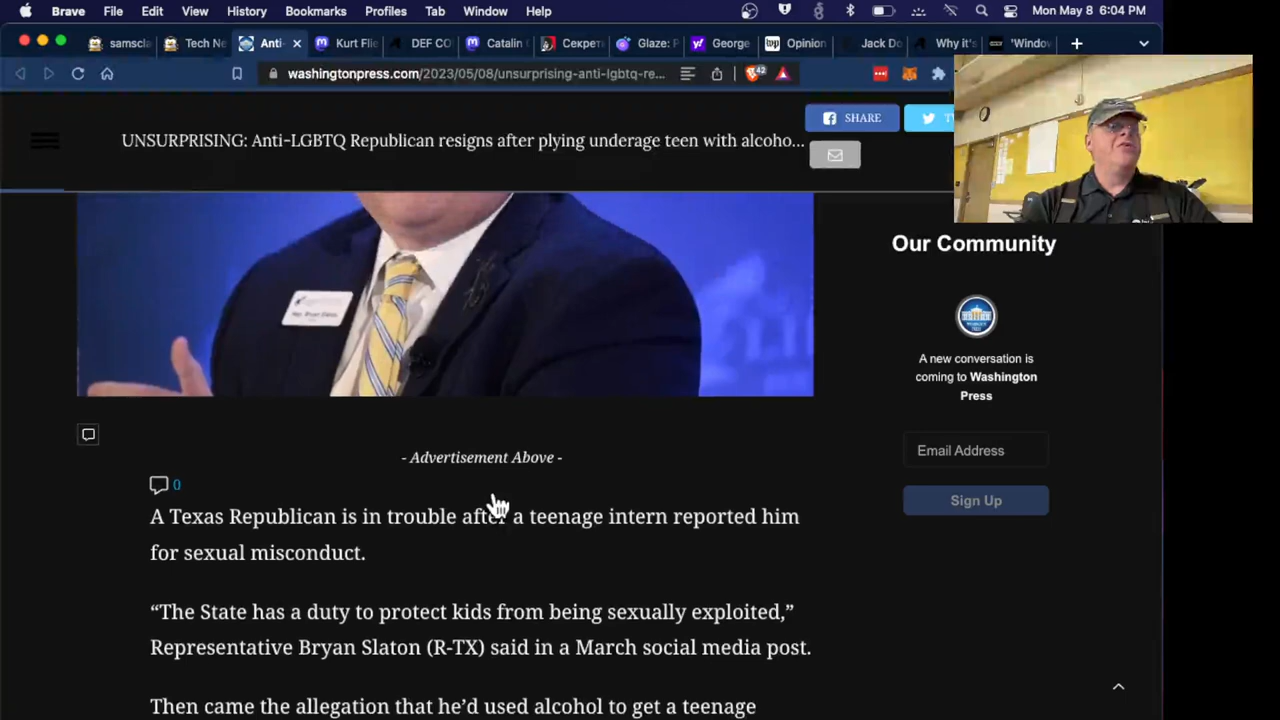 Brave File Edit View History Bookmarks Profiles Tab Window Help Mon May 8 6:04 PM
samscla Tech Ne Anti- Kurt Flie DEF CO Catalin Секрет Glaze: P George Opinion Jack Do Why it's 'Windo
washingtonpress.com/2023/05/08/unsurprising-anti-lgbtq-re... 42
UNSURPRISING: Anti-LGBTQ Republican resigns after plying underage teen with alcoho...
SHARE
Our Community
A new conversation is
coming to Washington
Press
Email Address
Sign Up
- Advertisement Above -
0
A Texas Republican is in trouble after a teenage intern reported him
for sexual misconduct.
“The State has a duty to protect kids from being sexually exploited,”
Representative Bryan Slaton (R-TX) said in a March social media post.
Then came the allegation that he’d used alcohol to get a teenage